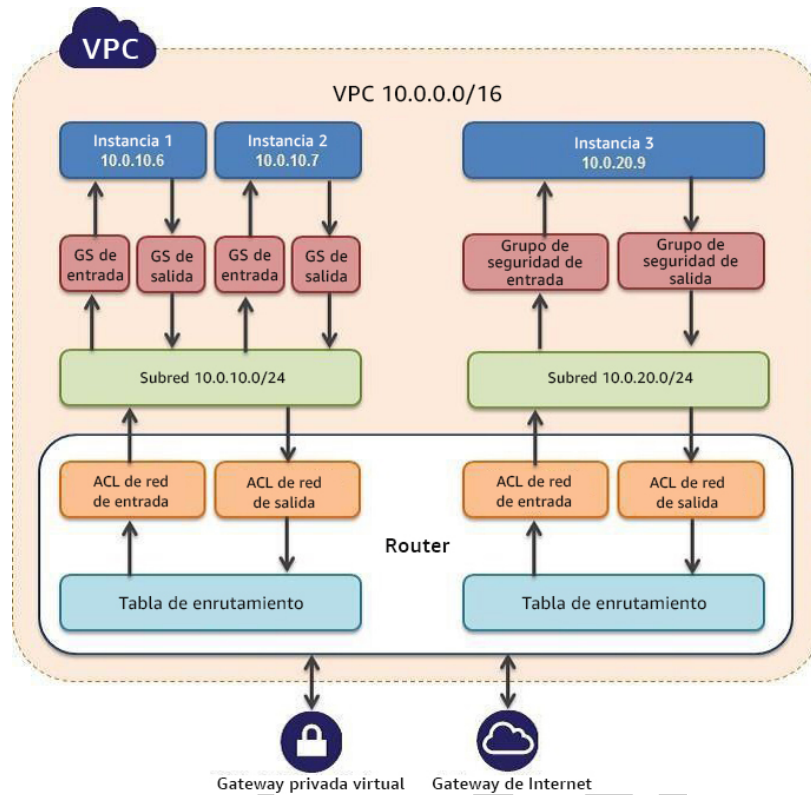 VPC
VPC 10.0.0.0/16
Instancia 1
10.0.10.6
Instancia 2
10.0.10.7
Instancia 3
10.0.20.9
GS de
entrada
GS de
salida
GS de
entrada
GS de
salida
Grupo de
seguridad de
entrada
Grupo de
seguridad de
salida
Subred 10.0.10.0/24
Subred 10.0.20.0/24
ACL de red
de entrada
ACL de red
de salida
ACL de red
de entrada
ACL de red
de salida
Router
Tabla de enrutamiento
Tabla de enrutamiento
Gateway privada virtual
Gateway de Internet